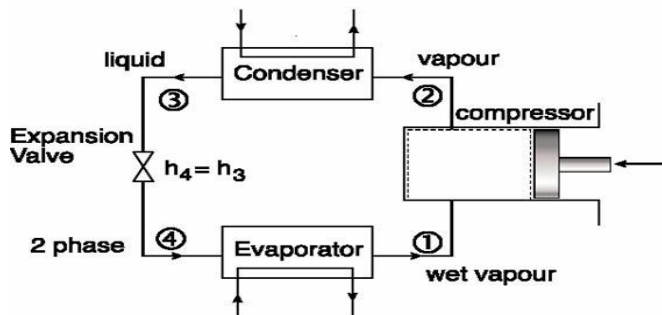 liquid
Condenser
vapour
③
②
compressor
Expansion
Valve
h₄ = h₃
2 phase
④
Evaporator
①
wet vapour